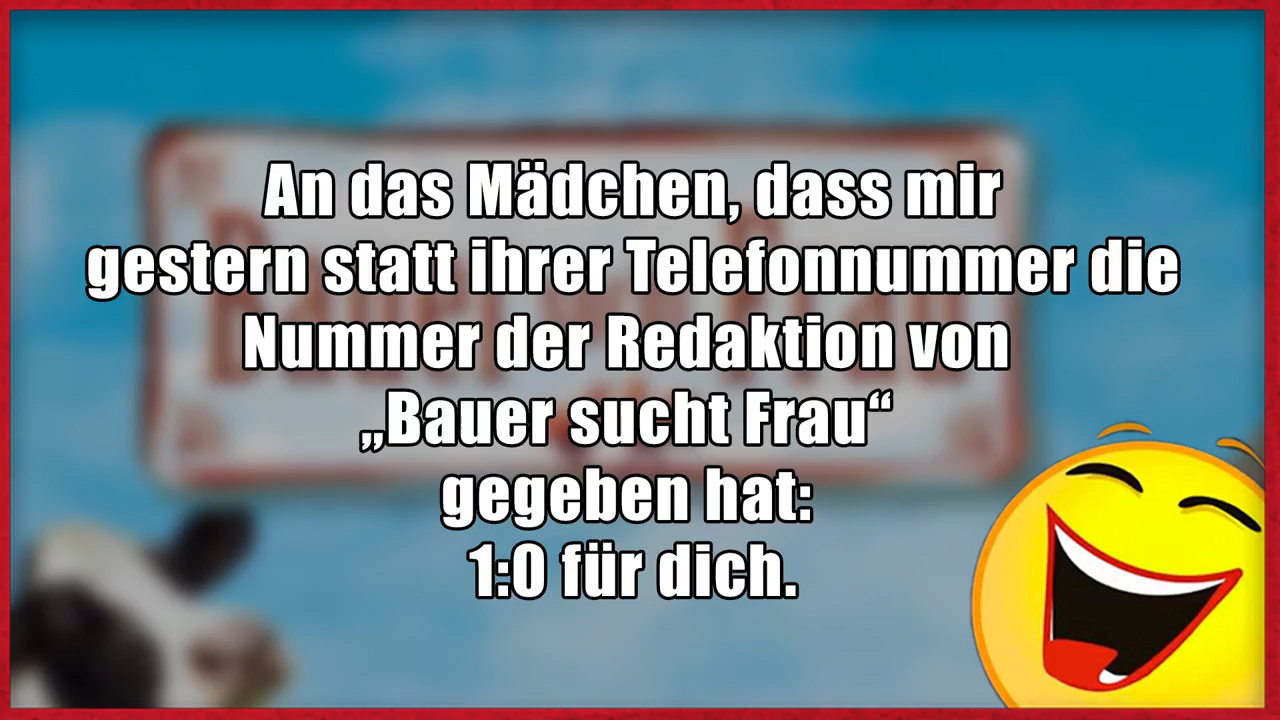 An das Mädchen, dass mir
gestern statt ihrer Telefonnummer die
Nummer der Redaktion von
„Bauer sucht Frau“
gegeben hat:
1:0 für dich.